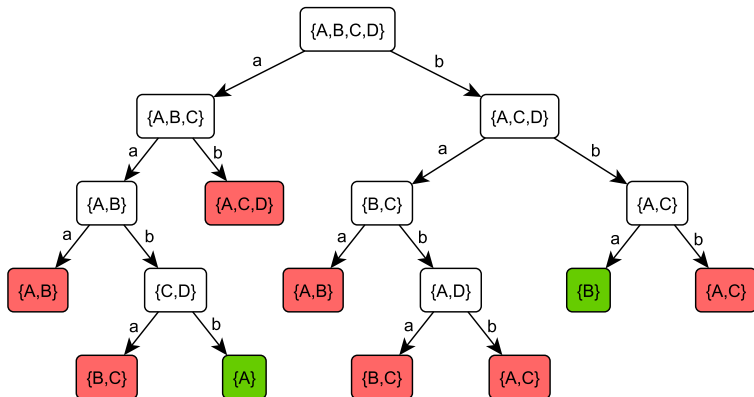 {A,B,C,D}
a b
{A,B,C} {A,C,D}
a b a b
{A,B} {A,C,D} {B,C} {A,C}
a b a b a b
{A,B} {C,D} {A,B} {A,D} {B} {A,C}
a b a b
{B,C} {A} {B,C} {A,C}